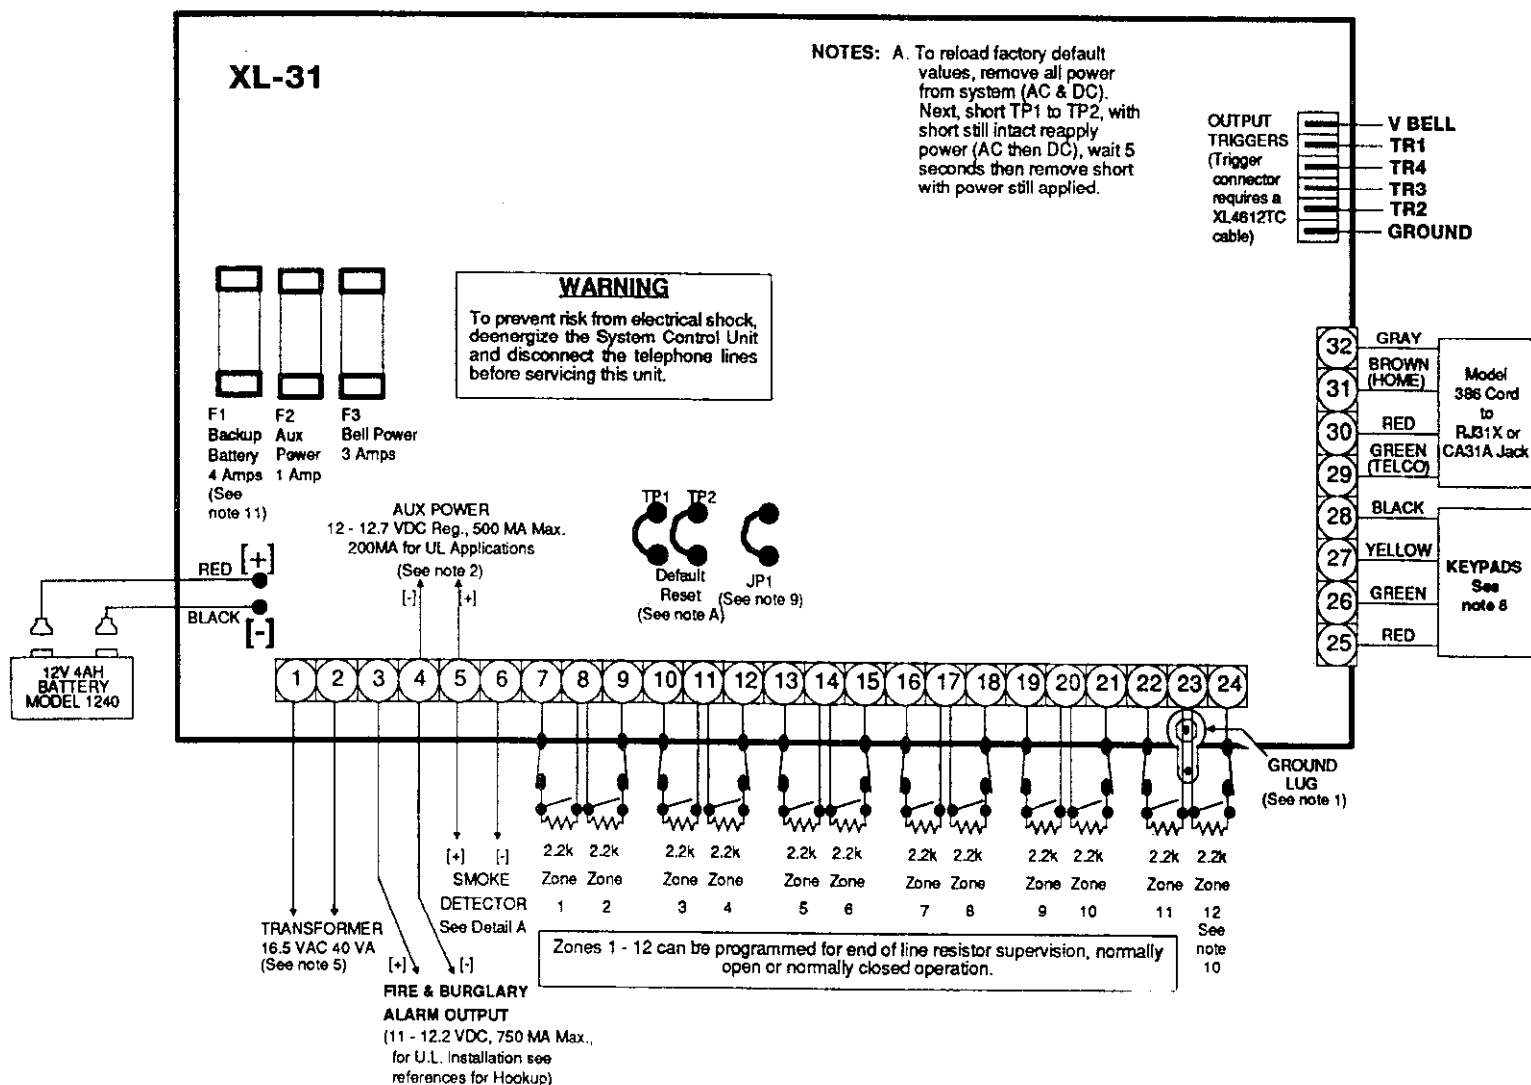 XL-31
NOTES: A. To reload factory default
values, remove all power
from system (AC & DC).
Next, short TP1 to TP2, with
short still intact reapply
power (AC then DC), wait 5
seconds then remove short
with power still applied.
OUTPUT
TRIGGERS
(Trigger
connector
requires a
XL4612TC
cable)
V BELL
TR1
TR4
TR3
TR2
GROUND
WARNING
To prevent risk from electrical shock,
deenergize the System Control Unit
and disconnect the telephone lines
before servicing this unit.
F1
Backup
Battery
4 Amps
(See
note 11)
F2
Aux
Power
1 Amp
F3
Bell Power
3 Amps
32 GRAY
31 BROWN
(HOME)
30 RED
29 GREEN
(TELCO)
28 BLACK
27 YELLOW
26 GREEN
25 RED
Model
386 Cord
to
RJ31X or
CA31A Jack
KEYPADS
See
note 8
AUX POWER
12 - 12.7 VDC Reg., 500 MA Max.
200MA for UL Applications
(See note 2)
[-] [+]
TP1 TP2
Default
Reset
(See note A)
JP1
(See note 9)
RED [+]
BLACK [-]
12V 4AH
BATTERY
MODEL 1240
1 2 3 4 5 6 7 8 9 10 11 12 13 14 15 16 17 18 19 20 21 22 23 24
GROUND
LUG
(See note 1)
2.2k 2.2k 2.2k 2.2k 2.2k 2.2k 2.2k 2.2k 2.2k 2.2k 2.2k 2.2k
Zone Zone Zone Zone Zone Zone Zone Zone Zone Zone Zone Zone
1 2 3 4 5 6 7 8 9 10 11 12
See
note
10
[+] [-]
SMOKE
DETECTOR
See Detail A
TRANSFORMER
16.5 VAC 40 VA
(See note 5)
Zones 1 - 12 can be programmed for end of line resistor supervision, normally
open or normally closed operation.
[+] [-]
FIRE & BURGLARY
ALARM OUTPUT
(11 - 12.2 VDC, 750 MA Max.,
for U.L. Installation see
references for Hookup)